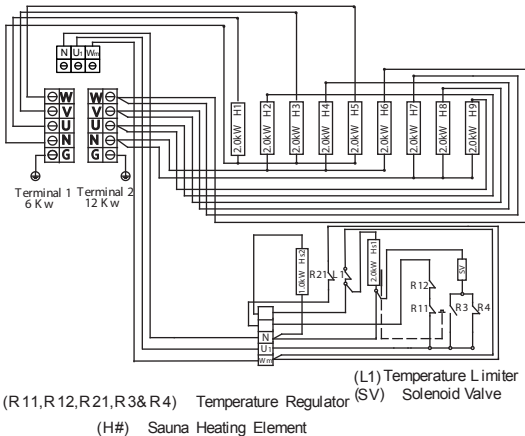 N U1 Wm
W W
V V
U U
N N
G G
Terminal 1 Terminal 2
6 Kw 12 Kw
2.0kW H1
2.0kW H2
2.0kW H3
2.0kW H4
2.0kW H5
2.0kW H6
2.0kW H7
2.0kW H8
2.0kW H9
1.0kW Hs2
R21
L1
2.0kW Hs1
SV
R12
R11
R3
R4
N
U1
Wm
(L1) Temperature Limiter
(R11,R12,R21,R3& R4) Temperature Regulator (SV) Solenoid Valve
(H#) Sauna Heating Element